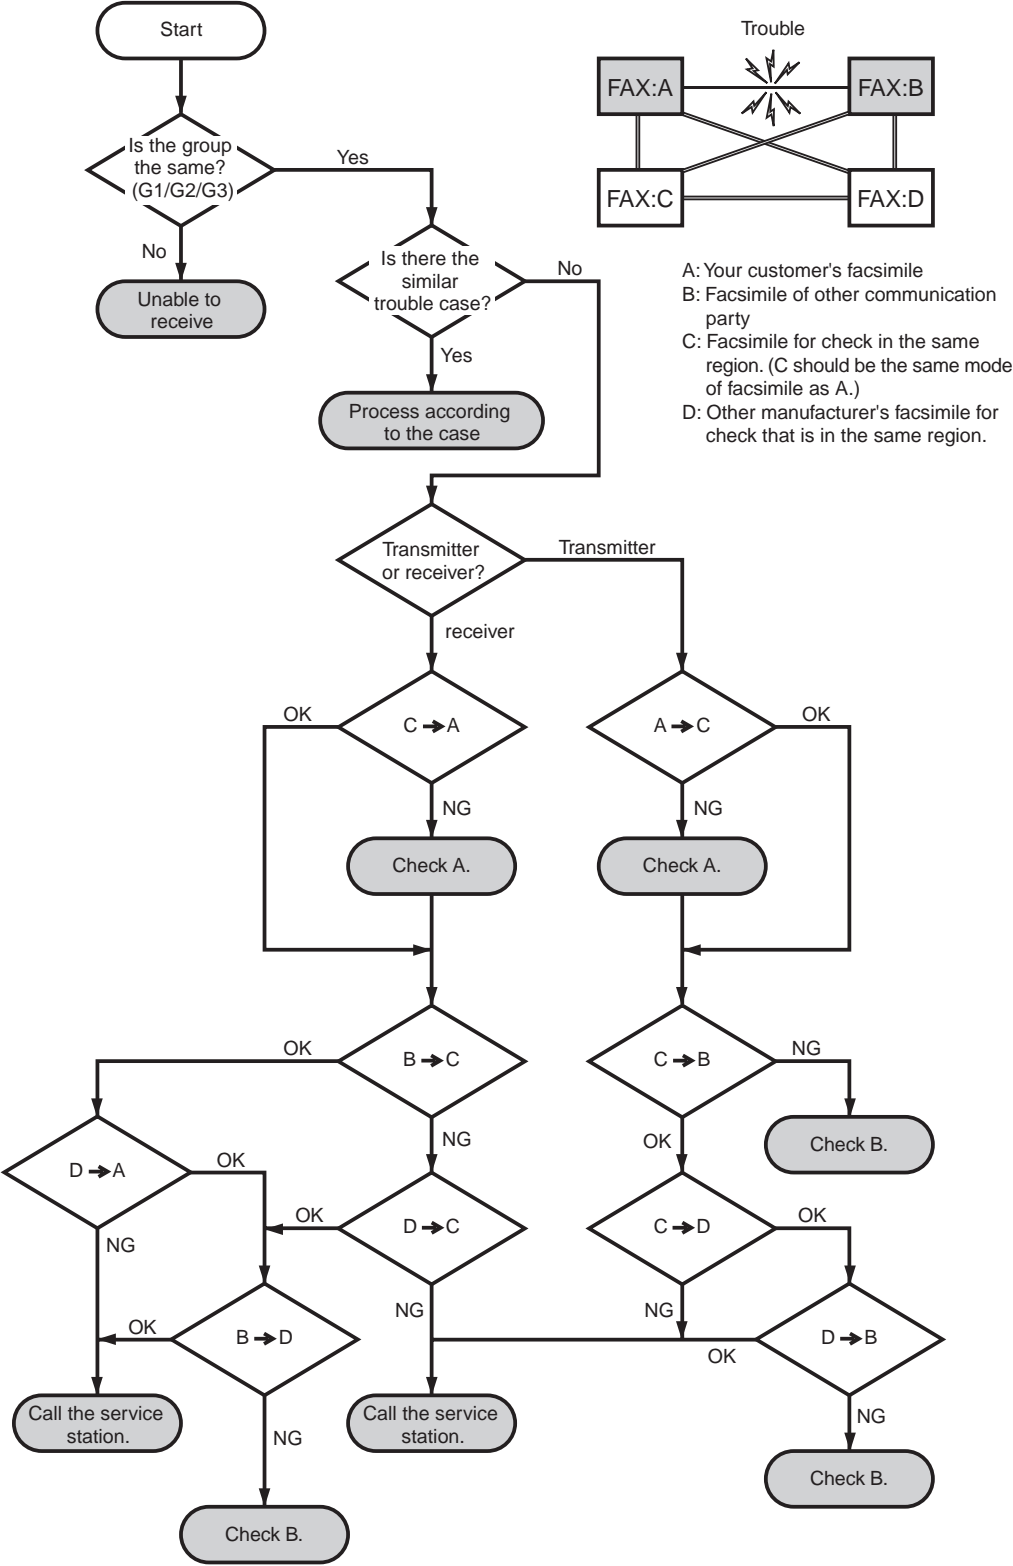 Start
Trouble
FAX:A
FAX:B
FAX:C
FAX:D
Is the group
the same?
(G1/G2/G3)
Yes
No
Unable to
receive
Is there the
similar
trouble case?
No
Yes
Process according
to the case
A: Your customer's facsimile
B: Facsimile of other communication
party
C: Facsimile for check in the same
region. (C should be the same mode
of facsimile as A.)
D: Other manufacturer's facsimile for
check that is in the same region.
Transmitter
or receiver?
Transmitter
receiver
OK
C → A
A → C
OK
NG
NG
Check A.
Check A.
OK
B → C
C → B
NG
Check B.
NG
OK
D → A
OK
OK
D → C
C → D
OK
NG
NG
NG
OK
B → D
D → B
OK
Call the service
station.
NG
Call the service
station.
NG
Check B.
Check B.